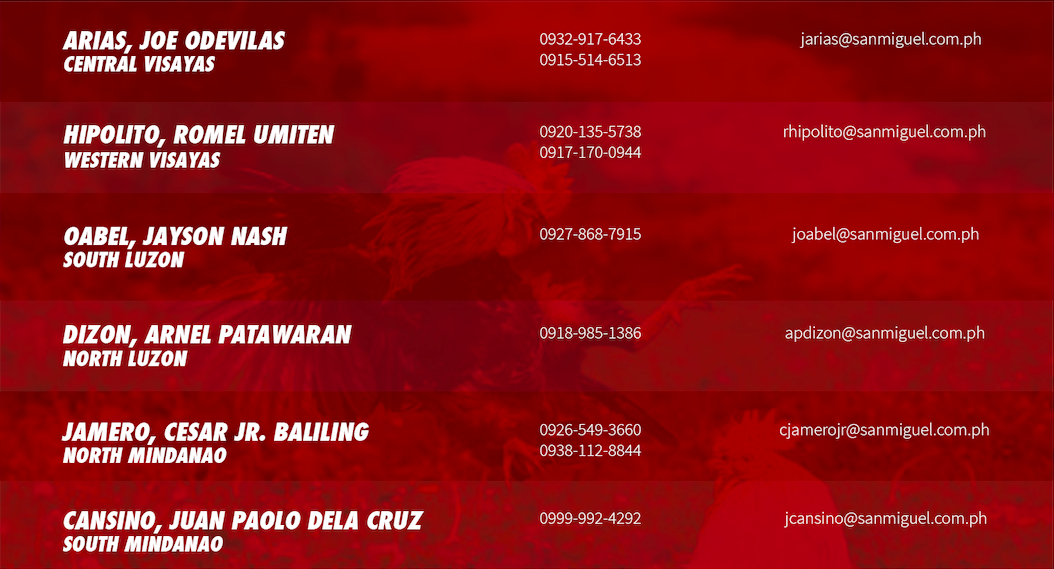 ARIAS, JOE ODEVILAS
CENTRAL VISAYAS
0932-917-6433
0915-514-6513
jarias@sanmiguel.com.ph
HIPOLITO, ROMEL UMITEN
WESTERN VISAYAS
0920-135-5738
0917-170-0944
rhipolito@sanmiguel.com.ph
OABEL, JAYSON NASH
SOUTH LUZON
0927-868-7915
joabel@sanmiguel.com.ph
DIZON, ARNEL PATAWARAN
NORTH LUZON
0918-985-1386
apdizon@sanmiguel.com.ph
JAMERO, CESAR JR. BALILING
NORTH MINDANAO
0926-549-3660
0938-112-8844
cjamerojr@sanmiguel.com.ph
CANSINO, JUAN PAOLO DELA CRUZ
SOUTH MINDANAO
0999-992-4292
jcansino@sanmiguel.com.ph